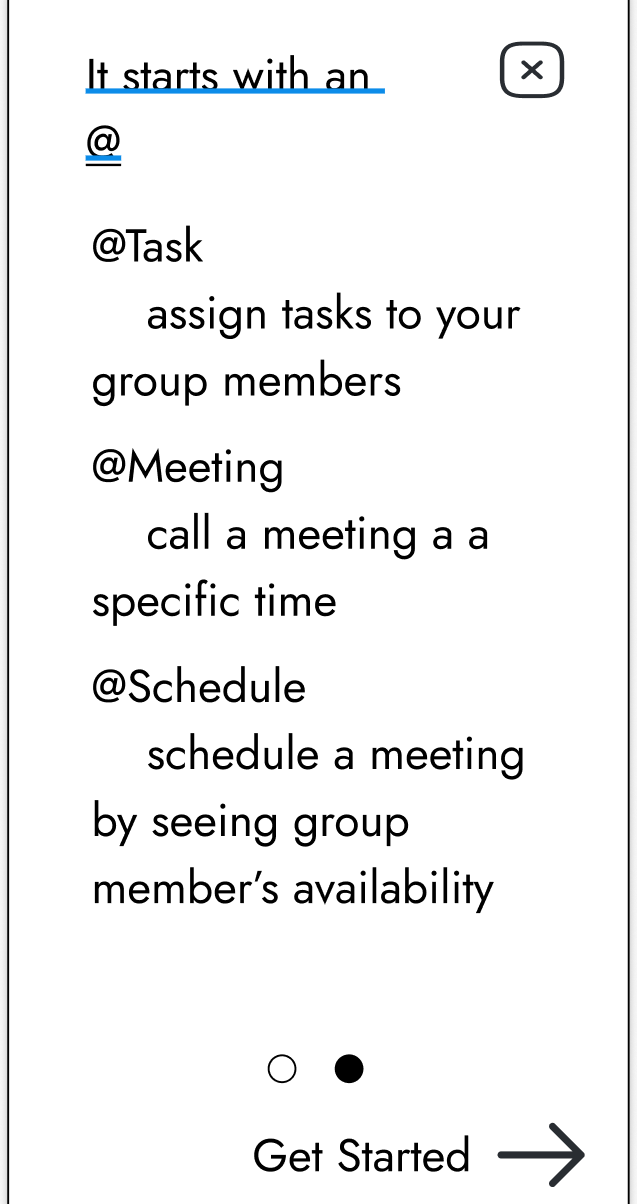 It starts with an
@
@Task
assign tasks to your
group members
@Meeting
call a meeting a a
specific time
@Schedule
schedule a meeting
by seeing group
member’s availability
Get Started